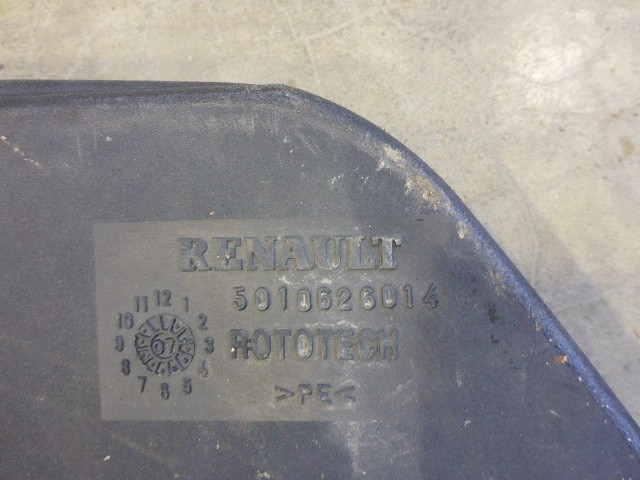 RENAULT
5010626014
ROTOTECH
>PE<
1 2 3 4 5 6 7 8 9 10 11 12
07